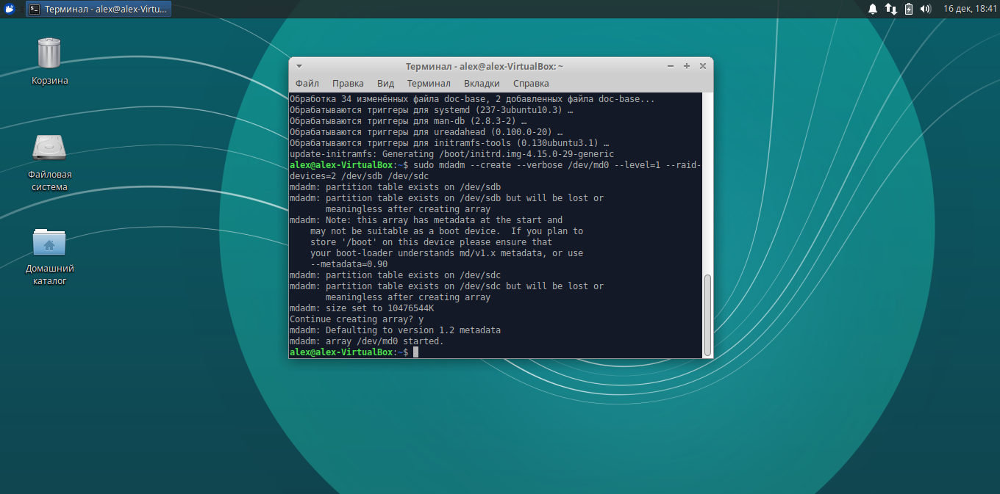 Терминал - alex@alex-Virtu...
16 дек, 18:41
Корзина
Файловая
система
Домашний
каталог
Терминал - alex@alex-VirtualBox: ~
Файл Правка Вид Терминал Вкладки Справка
Обработка 34 изменённых файла doc-base, 2 добавленных файла doc-base...
Обрабатываются триггеры для systemd (237-3ubuntu10.3) …
Обрабатываются триггеры для man-db (2.8.3-2) …
Обрабатываются триггеры для ureadahead (0.100.0-20) …
Обрабатываются триггеры для initramfs-tools (0.130ubuntu3.1) …
update-initramfs: Generating /boot/initrd.img-4.15.0-29-generic
alex@alex-VirtualBox:~$ sudo mdadm --create --verbose /dev/md0 --level=1 --raid-
devices=2 /dev/sdb /dev/sdc
mdadm: partition table exists on /dev/sdb
mdadm: partition table exists on /dev/sdb but will be lost or
meaningless after creating array
mdadm: Note: this array has metadata at the start and
may not be suitable as a boot device.  If you plan to
store '/boot' on this device please ensure that
your boot-loader understands md/v1.x metadata, or use
--metadata=0.90
mdadm: partition table exists on /dev/sdc
mdadm: partition table exists on /dev/sdc but will be lost or
meaningless after creating array
mdadm: size set to 10476544K
Continue creating array? y
mdadm: Defaulting to version 1.2 metadata
mdadm: array /dev/md0 started.
alex@alex-VirtualBox:~$